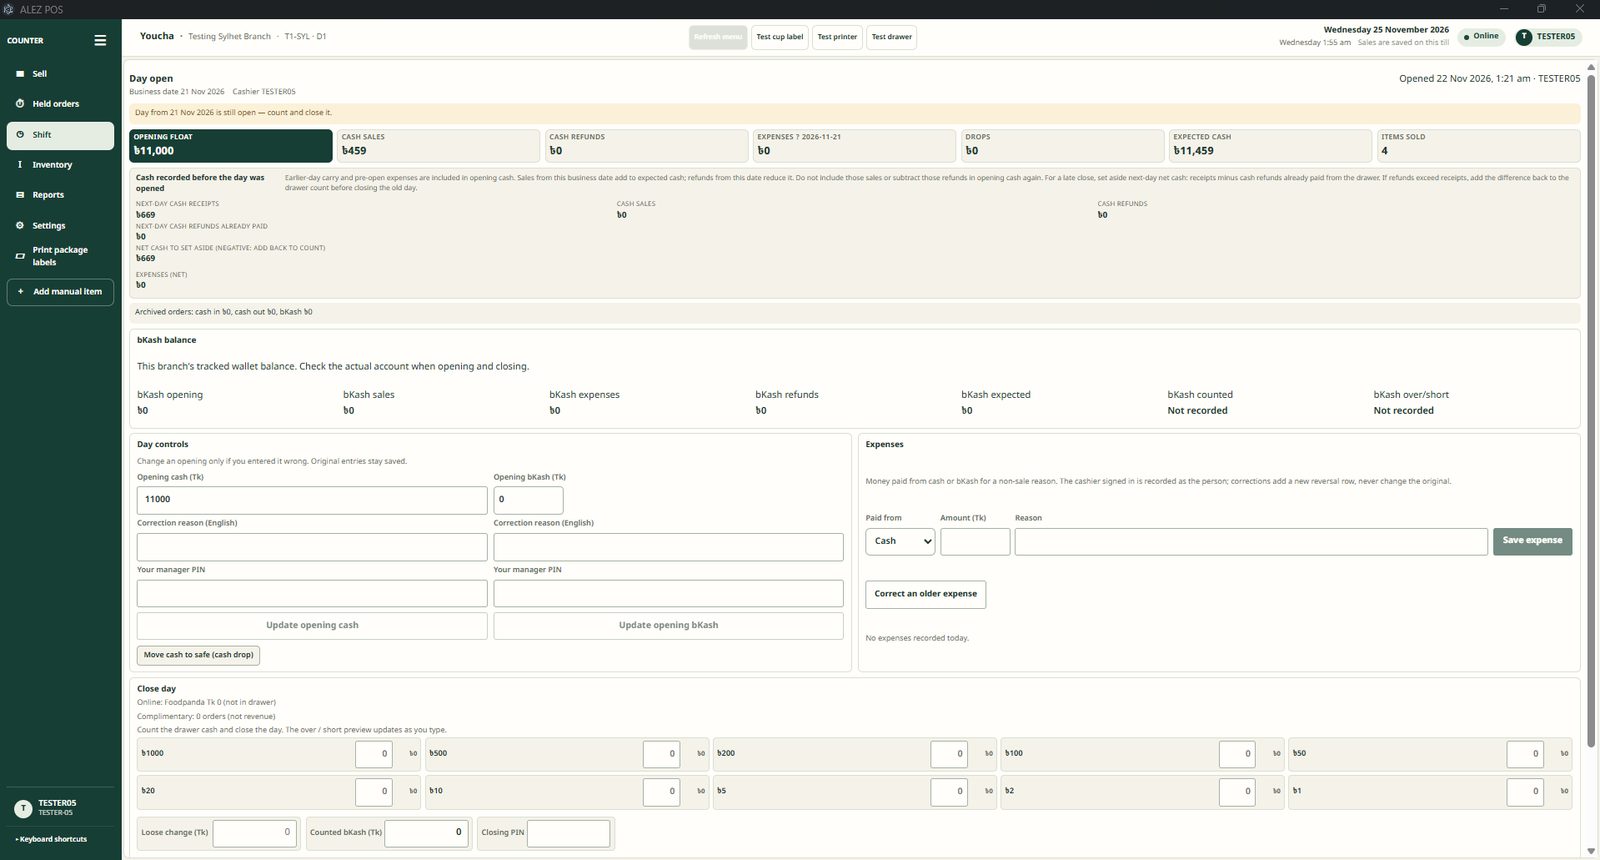 ALEZ POS
COUNTER
Sell
Held orders
Shift
Inventory
Reports
Settings
Print package labels
+ Add manual item
T TESTER05
TESTER-05
Keyboard shortcuts
Youcha · Testing Sylhet Branch · T1-SYL · D1
Refresh menu
Test cup label
Test printer
Test drawer
Wednesday 25 November 2026
Wednesday 1:55 am Sales are saved on this till
Online
T TESTER05
Day open
Opened 22 Nov 2026, 1:21 am · TESTER05
Business date 21 Nov 2026 Cashier TESTER05
Day from 21 Nov 2026 is still open — count and close it.
OPENING FLOAT
৳11,000
CASH SALES
৳459
CASH REFUNDS
৳0
EXPENSES ? 2026-11-21
৳0
DROPS
৳0
EXPECTED CASH
৳11,459
ITEMS SOLD
4
Cash recorded before the day was opened
Earlier-day carry and pre-open expenses are included in opening cash. Sales from this business date add to expected cash; refunds from this date reduce it. Do not include those sales or subtract those refunds in opening cash again. For a late close, set aside next-day net cash: receipts minus cash refunds already paid from the drawer. If refunds exceed receipts, add the difference back to the
drawer count before closing the old day.
NEXT-DAY CASH RECEIPTS
৳669
CASH SALES
৳0
CASH REFUNDS
৳0
NEXT-DAY CASH REFUNDS ALREADY PAID
৳0
NET CASH TO SET ASIDE (NEGATIVE: ADD BACK TO COUNT)
৳669
EXPENSES (NET)
৳0
Archived orders: cash in ৳0, cash out ৳0, bKash ৳0
bKash balance
This branch's tracked wallet balance. Check the actual account when opening and closing.
bKash opening
৳0
bKash sales
৳0
bKash expenses
৳0
bKash refunds
৳0
bKash expected
৳0
bKash counted
Not recorded
bKash over/short
Not recorded
Day controls
Change an opening only if you entered it wrong. Original entries stay saved.
Opening cash (Tk)
11000
Opening bKash (Tk)
0
Correction reason (English)
Correction reason (English)
Your manager PIN
Your manager PIN
Update opening cash
Update opening bKash
Move cash to safe (cash drop)
Expenses
Money paid from cash or bKash for a non-sale reason. The cashier signed in is recorded as the person; corrections add a new reversal row, never change the original.
Paid from
Cash
Amount (Tk)
Reason
Save expense
Correct an older expense
No expenses recorded today.
Close day
Online: Foodpanda Tk 0 (not in drawer)
Complimentary: 0 orders (not revenue)
Count the drawer cash and close the day. The over / short preview updates as you type.
৳1000 0 ৳0
৳500 0 ৳0
৳200 0 ৳0
৳100 0 ৳0
৳50 0 ৳0
৳20 0 ৳0
৳10 0 ৳0
৳5 0 ৳0
৳2 0 ৳0
৳1 0 ৳0
Loose change (Tk) 0
Counted bKash (Tk) 0
Closing PIN